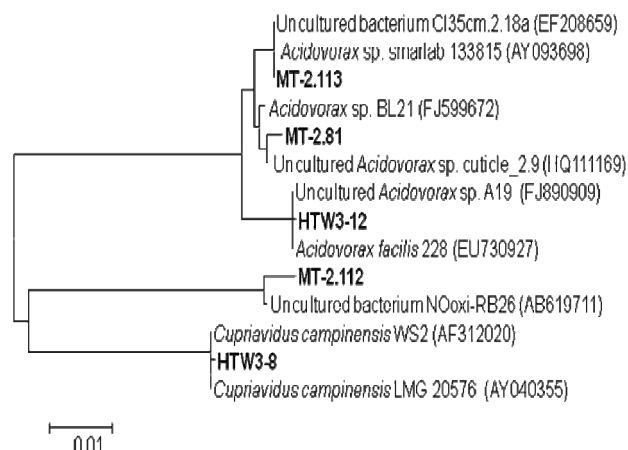 Uncultured bacterium CI35cm.2.18a (EF208659)
Acidovorax sp. smarlab 133815 (AY093698)
MT-2.113
Acidovorax sp. BL21 (FJ599672)
MT-2.81
Uncultured Acidovorax sp. cuticle_2.9 (HQ111169)
Uncultured Acidovorax sp. A19 (FJ890909)
HTW3-12
Acidovorax facilis 228 (EU730927)
MT-2.112
Uncultured bacterium NOoxi-RB26 (AB619711)
Cupriavidus campinensis WS2 (AF312020)
HTW3-8
Cupriavidus campinensis LMG 20576 (AY040355)
0.01